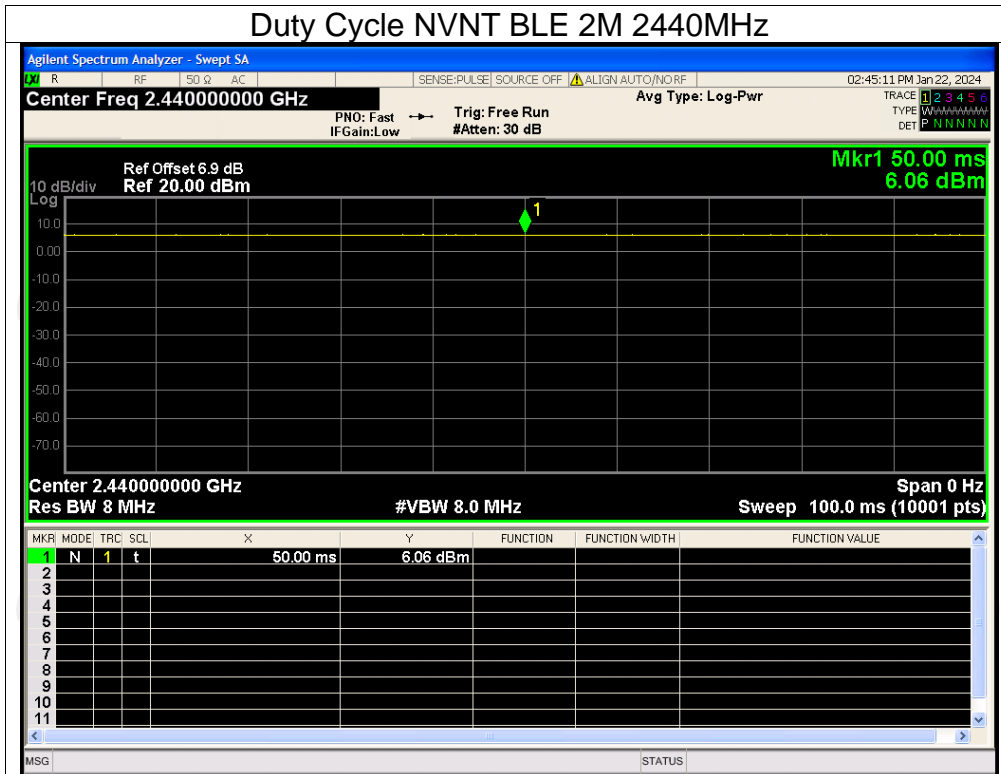 Duty Cycle NVNT BLE 2M 2440MHz
Agilent Spectrum Analyzer - Swept SA
LXI R RF 50 Ω AC SENSE:PULSE SOURCE OFF ALIGN AUTO/NO RF 02:45:11 PM Jan 22, 2024
Center Freq 2.440000000 GHz Avg Type: Log-Pwr TRACE 1 2 3 4 5 6
PNO: Fast Trig: Free Run TYPE WWWWWW
IFGain:Low #Atten: 30 dB DET P N N N N N
Mkr1 50.00 ms
Ref Offset 6.9 dB
10 dB/div Ref 20.00 dBm 6.06 dBm
Log
1
10.0
0.00
-10.0
-20.0
-30.0
-40.0
-50.0
-60.0
-70.0
Center 2.440000000 GHz Span 0 Hz
Res BW 8 MHz #VBW 8.0 MHz Sweep 100.0 ms (10001 pts)
MKR MODE TRC SCL X Y FUNCTION FUNCTION WIDTH FUNCTION VALUE
1 N 1 t 50.00 ms 6.06 dBm
2
3
4
5
6
7
8
9
10
11
MSG STATUS